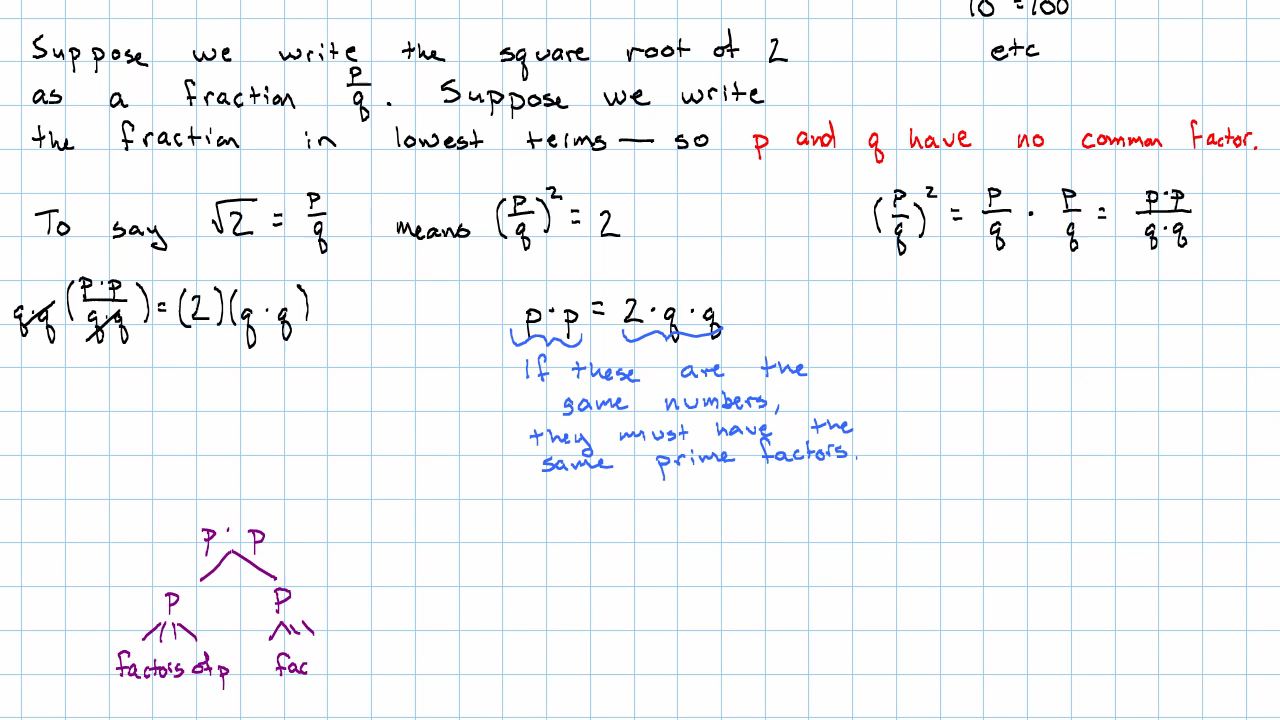 10 = 100
etc
Suppose we write the square root of 2
as a fraction p/q. Suppose we write
the fraction in lowest terms — so p and q have no common factor.
To say √2 = p/q means (p/q)² = 2
(p/q)² = p/q · p/q = p·p/q·q
q·q (p·p/q·q) = (2)(q·q)
p·p = 2·q·q
If these are the
same numbers,
they must have the
same prime factors.
p · p
p p
factors of p fac